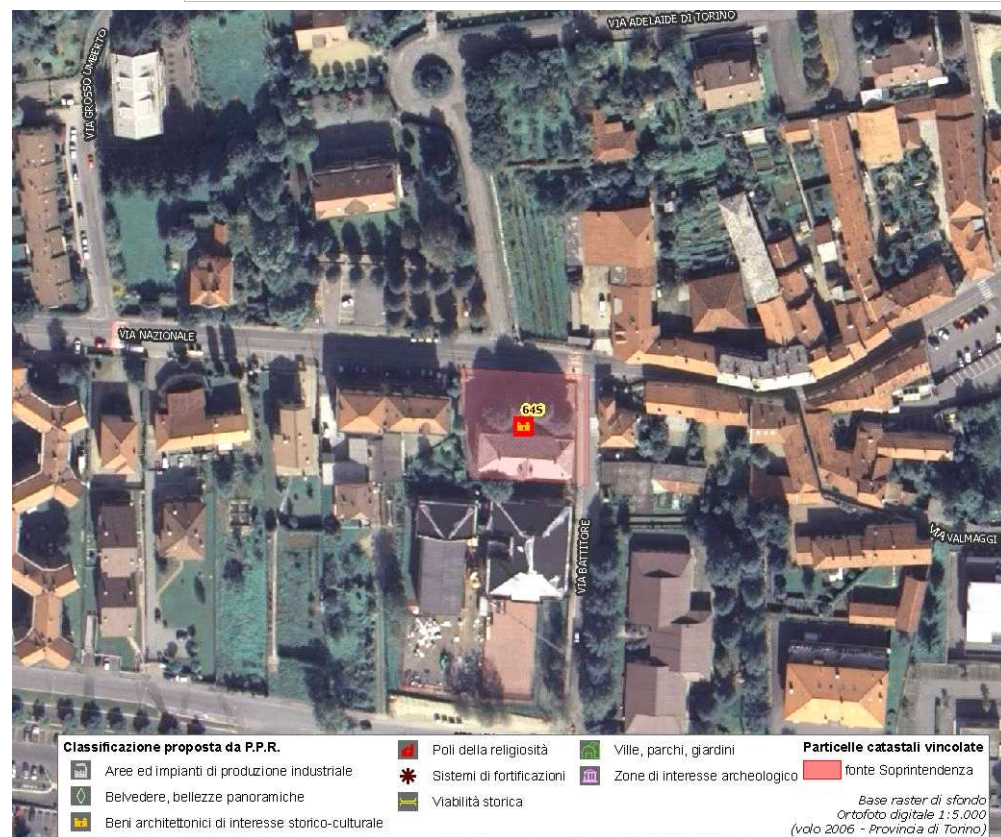 VIA ADELAIDE DI TORINO
VIA GROSSO UMBERTO
VIA NAZIONALE
645
VIA BATTITORE
VIA VALMAGGI
Classificazione proposta da P.P.R.
Aree ed impianti di produzione industriale
Belvedere, bellezze panoramiche
Beni architettonici di interesse storico-culturale
Poli della religiosità
Sistemi di fortificazioni
Viabilità storica
Ville, parchi, giardini
Zone di interesse archeologico
Particelle catastali vincolate
fonte Soprintendenza
Base raster di sfondo
Ortofoto digitale 1:5.000
(volo 2006 - Provincia di Torino)